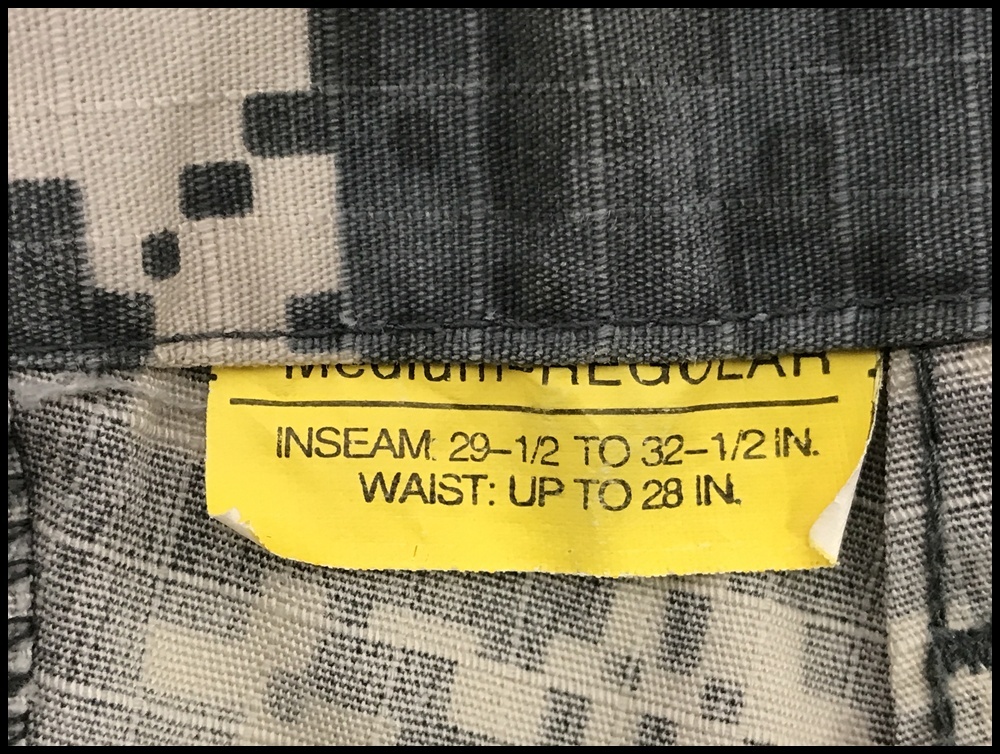 Medium-REGULAR
INSEAM: 29-1/2 TO 32-1/2 IN.
WAIST: UP TO 28 IN.